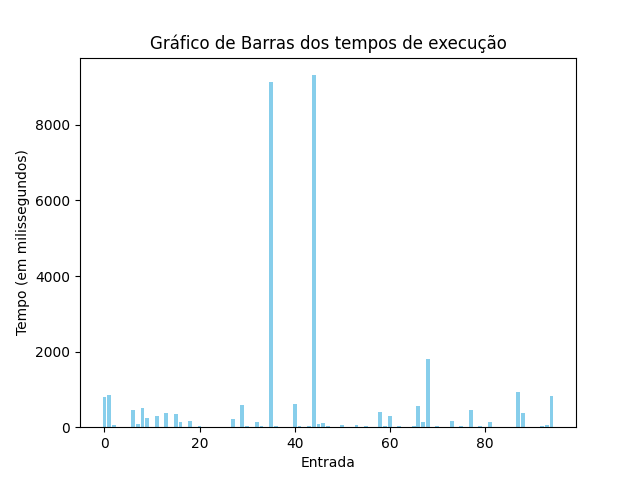 Gráfico de Barras dos tempos de execução
Tempo (em milissegundos)
8000
6000
4000
2000
0
0 20 40 60 80
Entrada